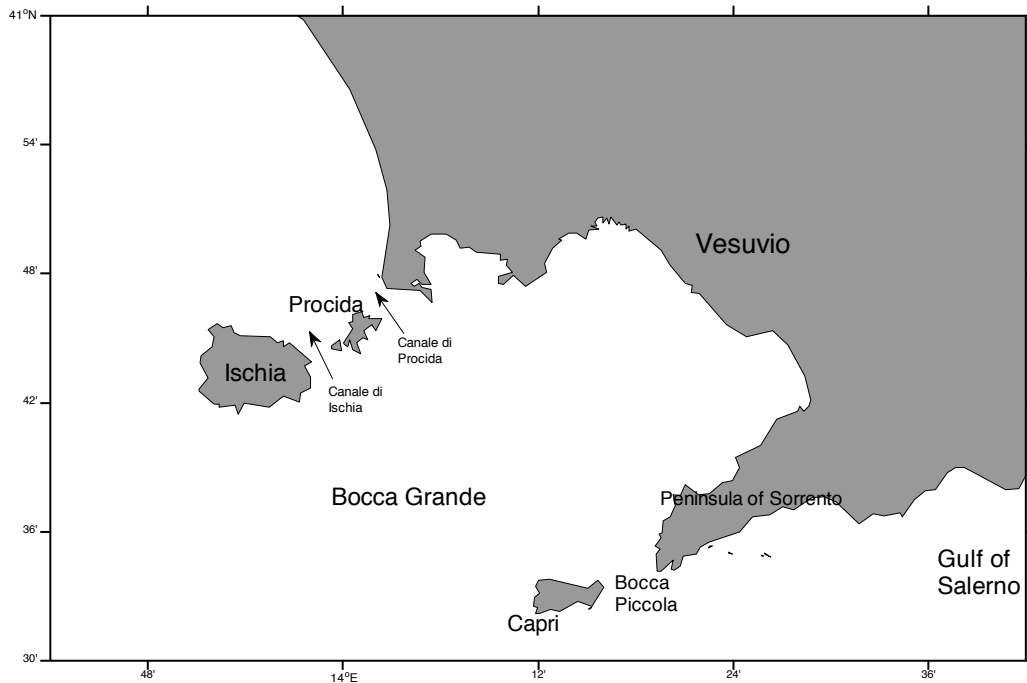 41°N
54'
48'
42'
36'
30'
Vesuvio
Procida
Canale di
Procida
Ischia
Canale di
Ischia
Bocca Grande
Peninsula of Sorrento
Gulf of
Salerno
Bocca
Piccola
Capri
48'
14°E
12'
24'
36'